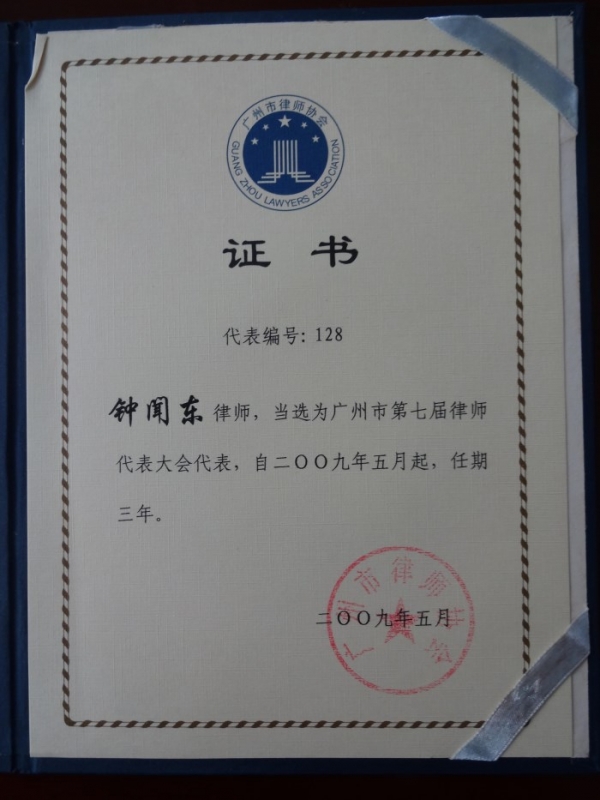 广州市律师协会
GUANG ZHOU LAWYERS ASSOCIATION
证书
代表编号：128
钟闻东律师，当选为广州市第七届律师
代表大会代表，自二〇〇九年五月起，任期
三年。
二〇〇九年五月
广州市律师协会